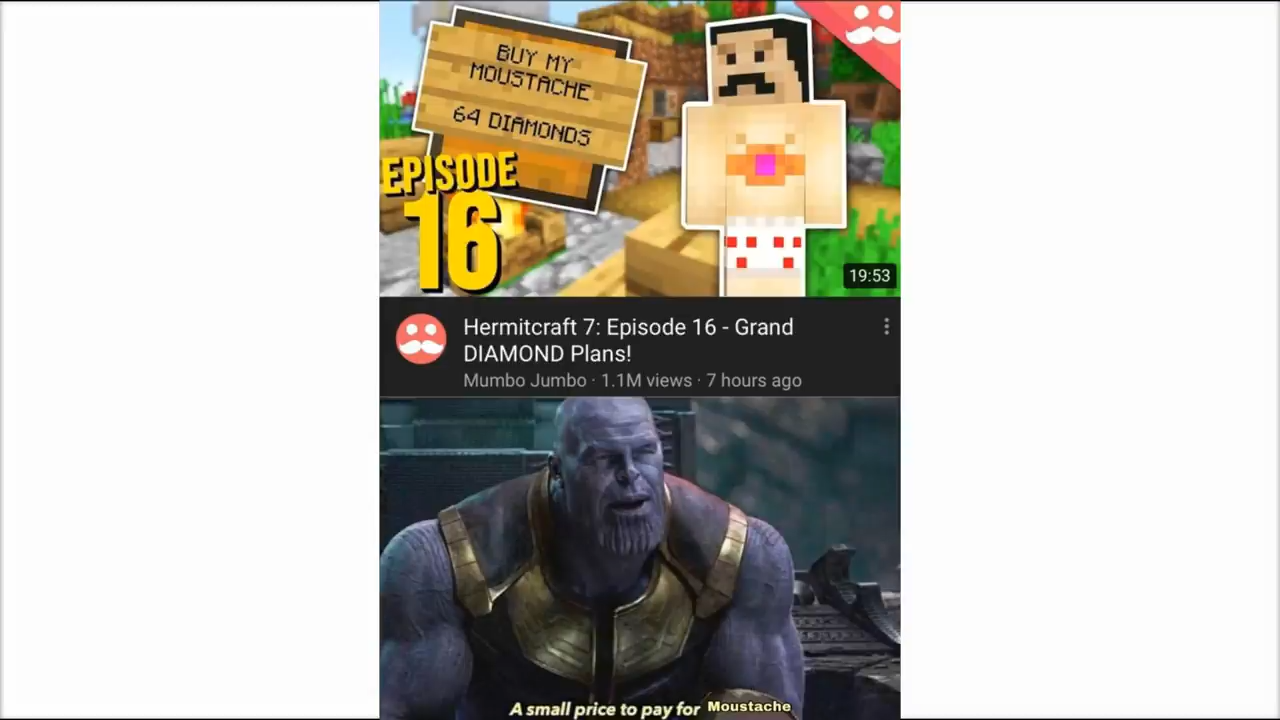 BUY MY
MOUSTACHE
64 DIAMONDS
EPISODE
16
19:53
Hermitcraft 7: Episode 16 - Grand
DIAMOND Plans!
Mumbo Jumbo · 1.1M views · 7 hours ago
A small price to pay for Moustache